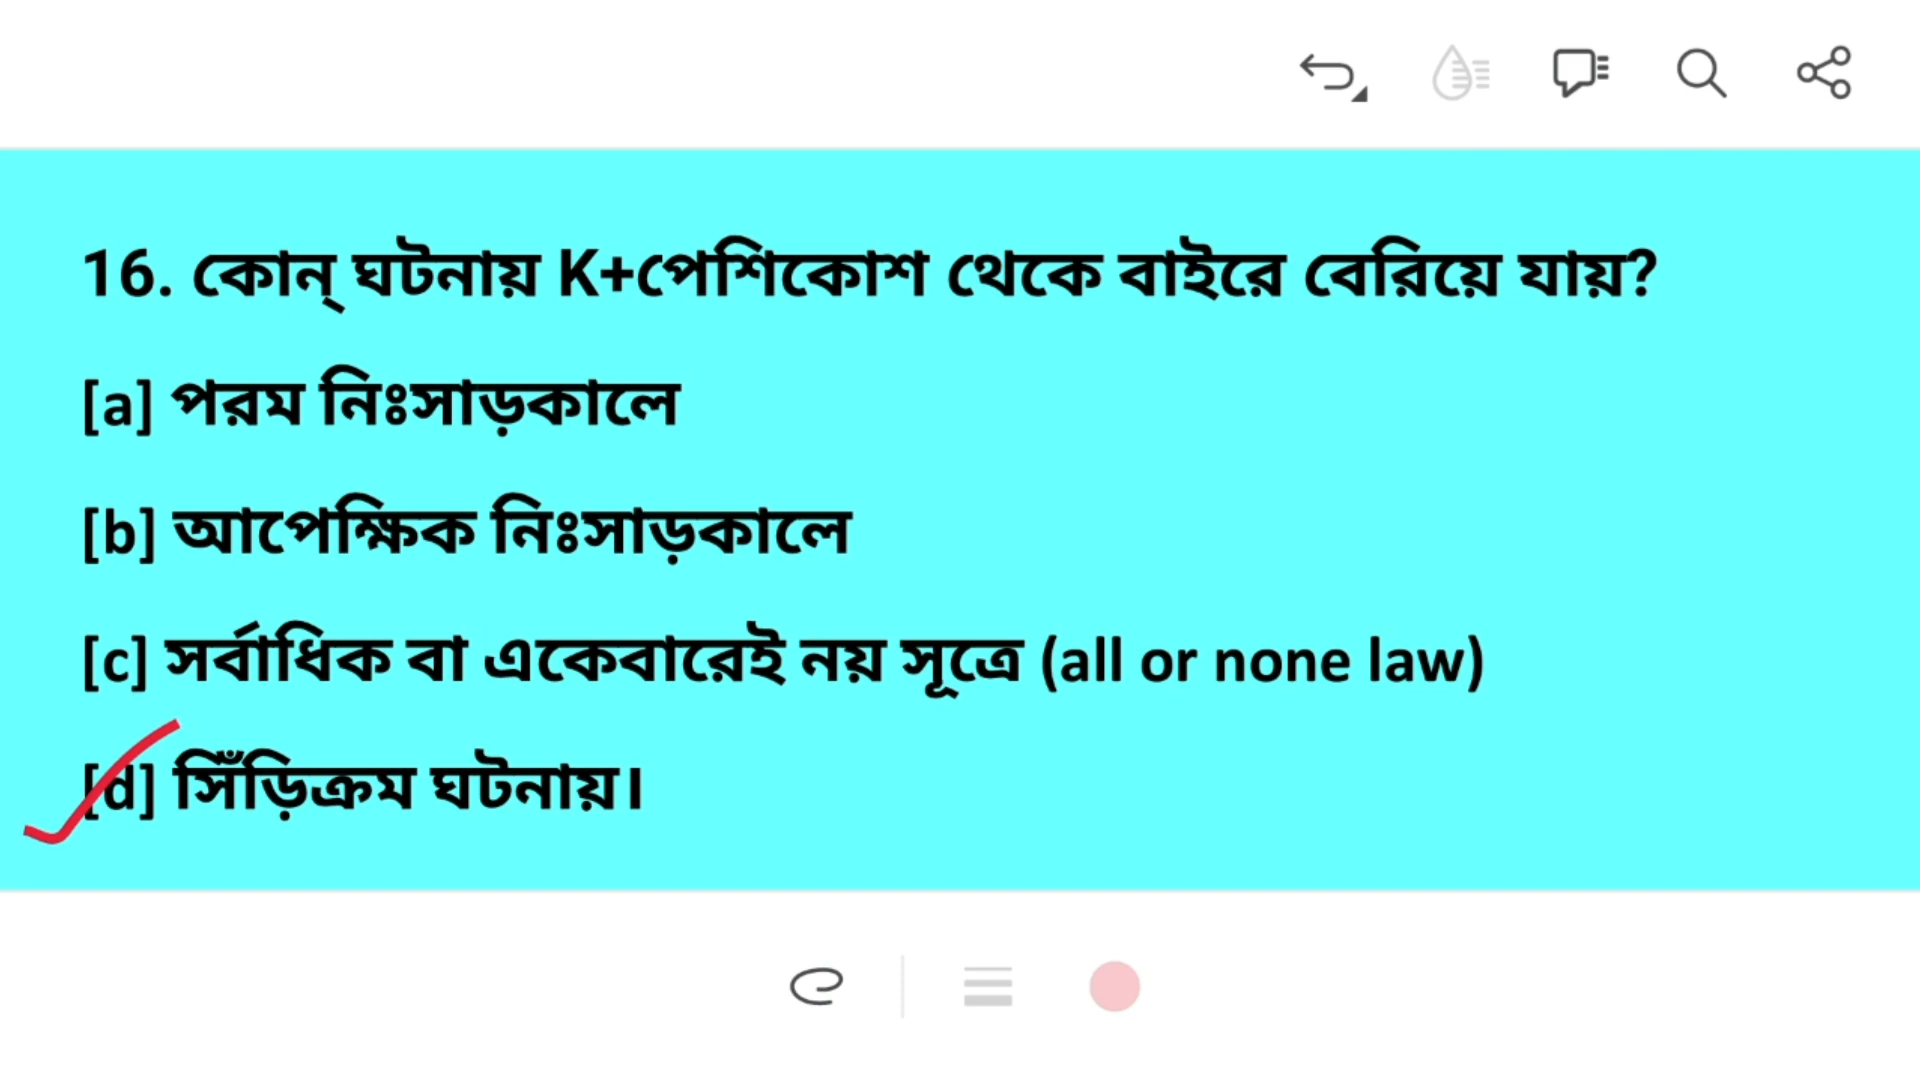 16. কোন্ ঘটনায় K+পেশিকোশ থেকে বাইরে বেরিয়ে যায়?
[a] পরম নিঃসাড়কালে
[b] আপেক্ষিক নিঃসাড়কালে
[c] সর্বাধিক বা একেবারেই নয় সূত্রে (all or none law)
[d] সিঁড়িক্রম ঘটনায়।